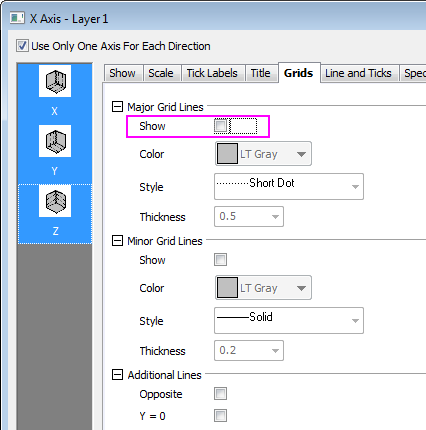 X Axis - Layer1
Use Only One Axis For Each Direction
X
Y
Z
Show Scale Tick Labels Title Grids Line and Ticks Spec
Major Grid Lines
Show
Color LT Gray
Style Short Dot
Thickness 0.5
Minor Grid Lines
Show
Color LT Gray
Style Solid
Thickness 0.2
Additional Lines
Opposite
Y = 0